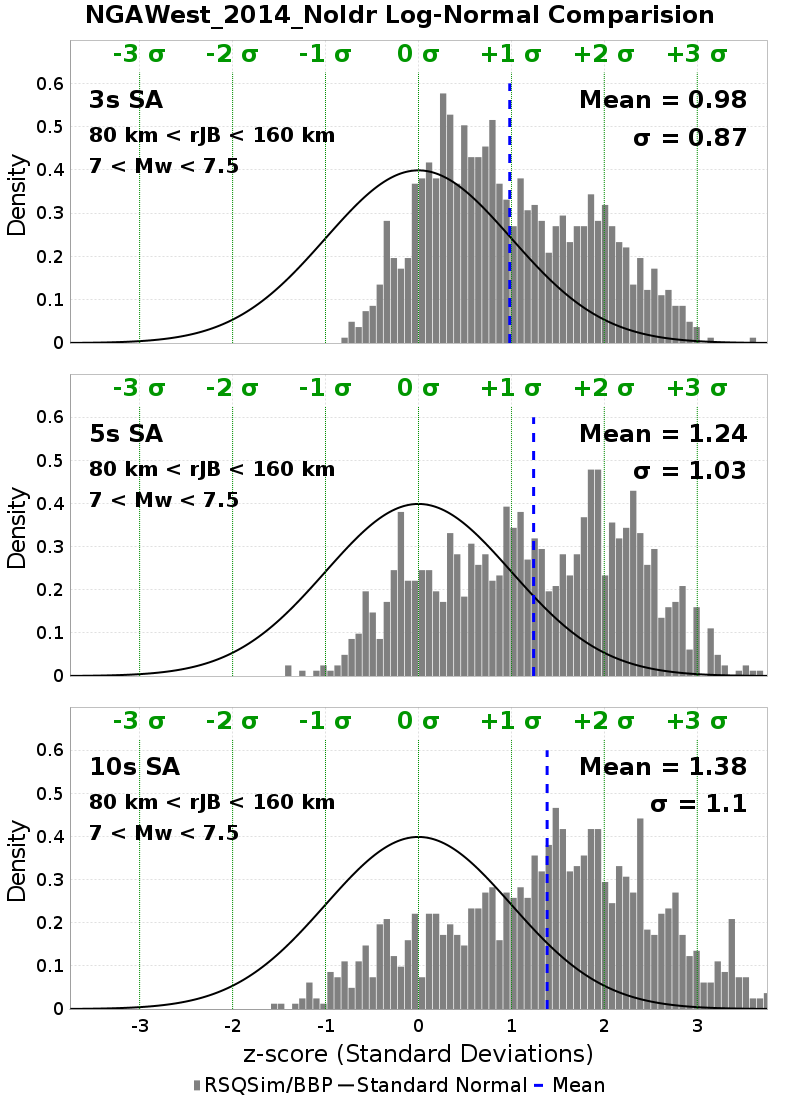 NGAWest_2014_NoIdr Log-Normal Comparision
-3 σ -2 σ -1 σ 0 σ +1 σ +2 σ +3 σ
3s SA
80 km < rJB < 160 km
7 < Mw < 7.5
Mean = 0.98
σ = 0.87
Density
0.6
0.5
0.4
0.3
0.2
0.1
0
-3 σ -2 σ -1 σ 0 σ +1 σ +2 σ +3 σ
5s SA
80 km < rJB < 160 km
7 < Mw < 7.5
Mean = 1.24
σ = 1.03
Density
0.6
0.5
0.4
0.3
0.2
0.1
0
-3 σ -2 σ -1 σ 0 σ +1 σ +2 σ +3 σ
10s SA
80 km < rJB < 160 km
7 < Mw < 7.5
Mean = 1.38
σ = 1.1
Density
0.6
0.5
0.4
0.3
0.2
0.1
0
-3 -2 -1 0 1 2 3
z-score (Standard Deviations)
RSQSim/BBP Standard Normal Mean